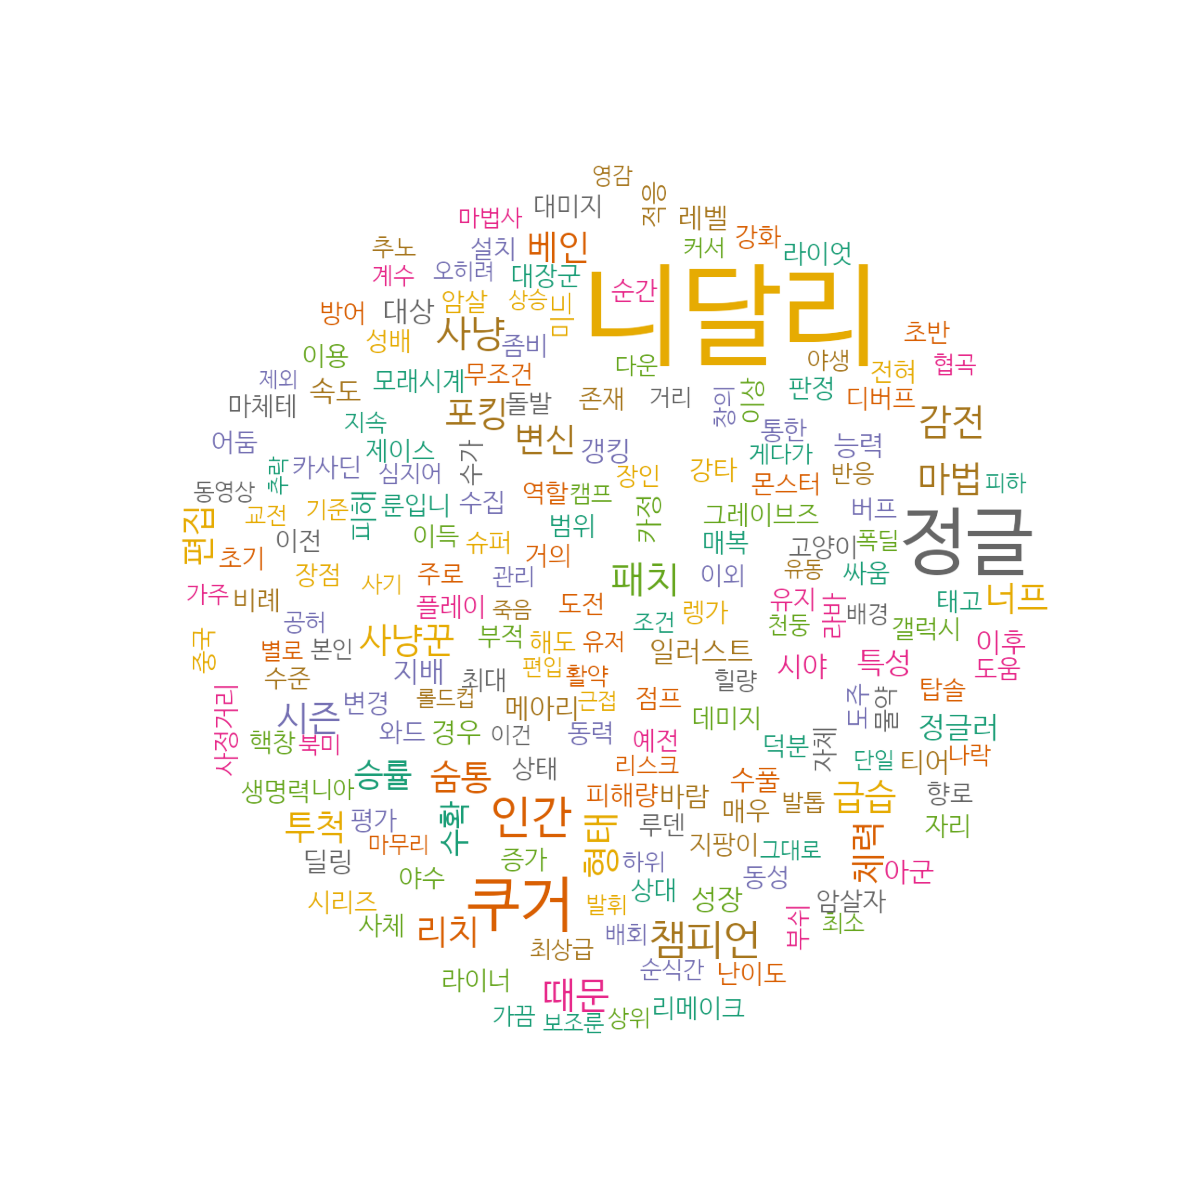 영감
적응
대미지
마법사
레벨
강화
추노
설치
베인
커서
라이엇
계수
오히려
대장군
순간
니달리
방어
대상
암살
상승
미니
초반
성배
사냥
좀비
이용
다운
야생
전혀
협곡
제외
속도
모래시계
무조건
돌발
존재
거리
창의
이상
판정
디버프
마체테
지속
포킹
감전
어둠
제이스
수가
변신
갱킹
통한
능력
게다가
추락
카사딘
심지어
장인
강타
몬스터
반응
마법
피하
동영상
교전
기준
피해
룬입니
수집
역할
캠프
가정
그레이브즈
버프
정글
편집
이전
이득
슈퍼
범위
매복
고양이
폭딜
초기
장점
사기
주로
관리
거의
패치
이외
유동
싸움
가주
비례
플레이
죽음
도전
렝가
유지
라바
배경
태고
너프
공허
사냥꾼
부적
해도
유저
조건
천둥
갤럭시
중국
별로
본인
수준
지배
최대
편입
활약
일러스트
힐량
시야
특성
이후
도움
사정거리
시즌
변경
롤드컵
메아리
근접
점프
데미지
도주
물약
탑솔
정글러
핵창
북미
와드
경우
이건
동력
예전
덕분
자체
단일
티어
나락
생명력
니아
승률
숨통
상태
리스크
피해량
바람
수풀
매우
발톱
급습
향로
투척
평가
수확
인간
형태
루덴
지팡이
그대로
자리
마무리
딜링
증가
하위
체력
아군
야수
쿠거
상대
성장
동성
암살자
시리즈
사체
리치
발휘
배회
챔피언
부쉬
최소
최상급
순식간
난이도
라이너
때문
리메이크
가끔
보조룬
상위